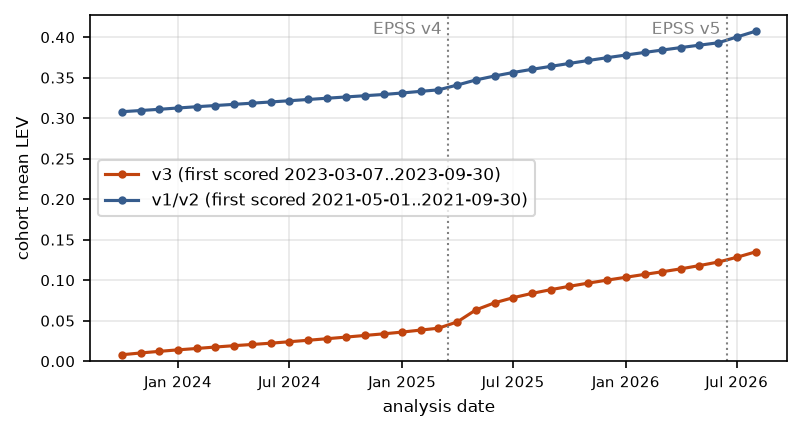 EPSS v4
EPSS v5
0.40
0.35
0.30
0.25
0.20
0.15
0.10
0.05
0.00
cohort mean LEV
v3 (first scored 2023-03-07..2023-09-30)
v1/v2 (first scored 2021-05-01..2021-09-30)
Jan 2024
Jul 2024
Jan 2025
Jul 2025
Jan 2026
Jul 2026
analysis date